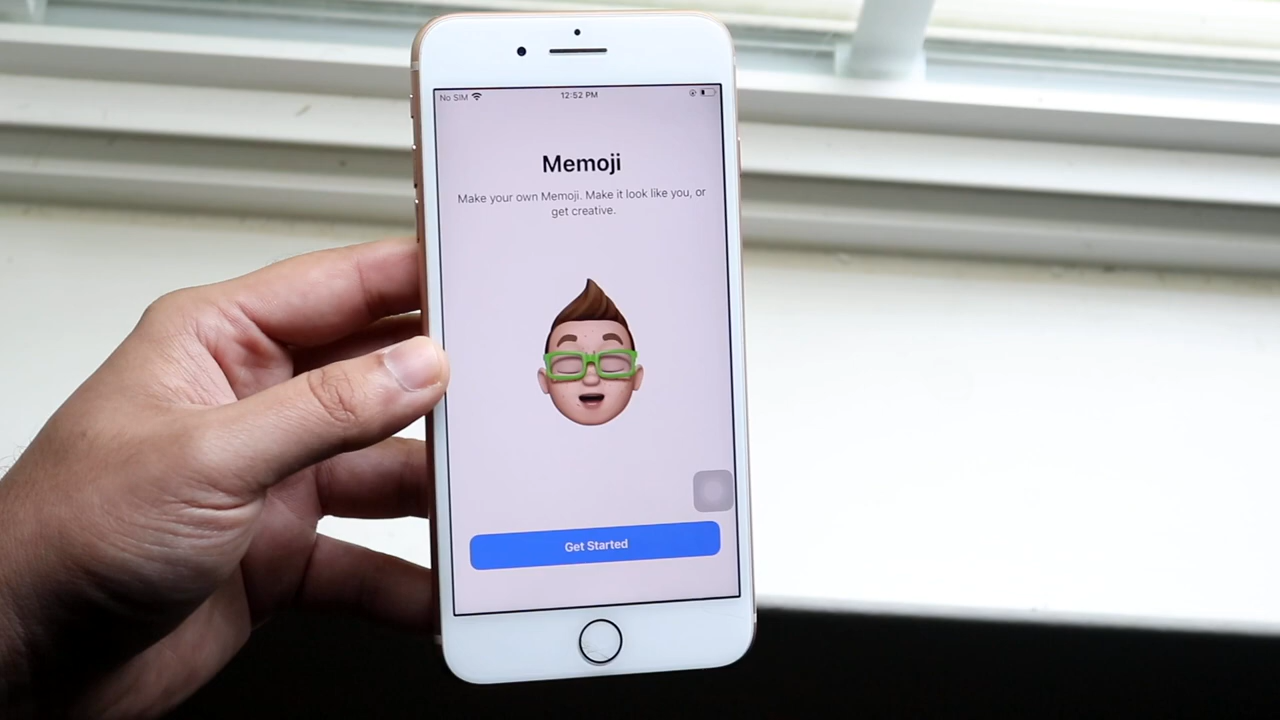 No SIM 12:52 PM
Memoji
Make your own Memoji. Make it look like you, or
get creative.
Get Started